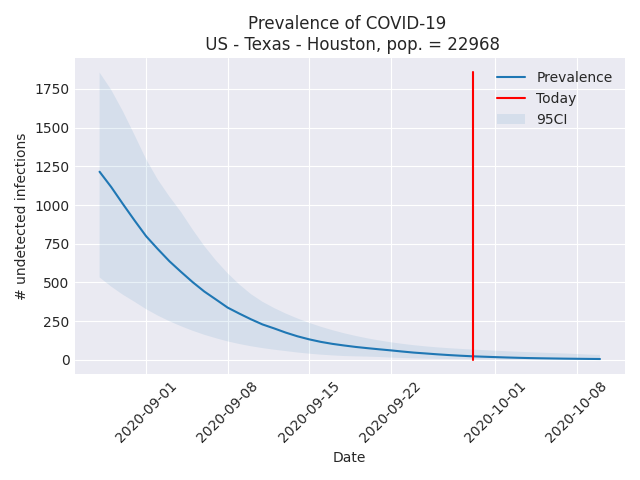 Prevalence of COVID-19
US - Texas - Houston, pop. = 22968
Prevalence
Today
95CI
# undetected infections
1750
1500
1250
1000
750
500
250
0
2020-09-01
2020-09-08
2020-09-15
2020-09-22
2020-10-01
2020-10-08
Date